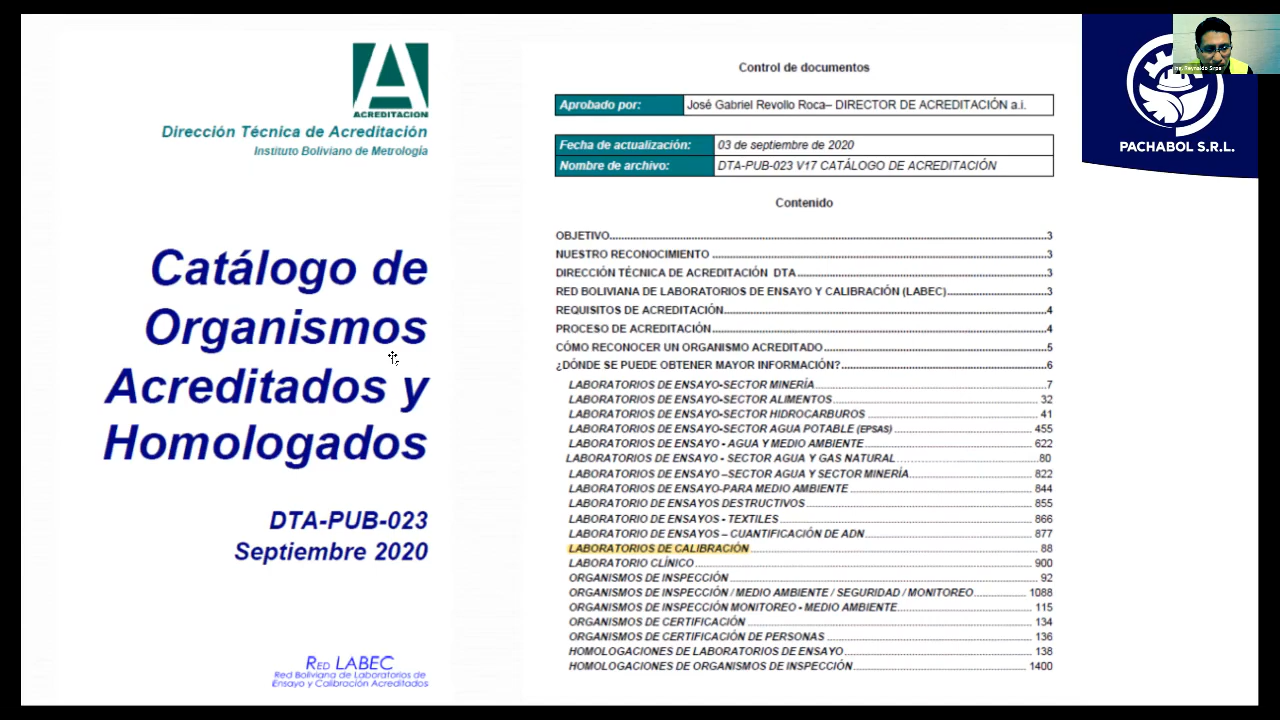 ACREDITACION
Dirección Técnica de Acreditación
Instituto Boliviano de Metrología
Catálogo de
Organismos
Acreditados y
Homologados
DTA-PUB-023
Septiembre 2020
RED LABEC
Red Boliviana de Laboratorios de
Ensayo y Calibración Acreditados
Control de documentos
Aprobado por: José Gabriel Revollo Roca– DIRECTOR DE ACREDITACIÓN a.i.
Fecha de actualización: 03 de septiembre de 2020
Nombre de archivo: DTA-PUB-023 V17 CATÁLOGO DE ACREDITACIÓN
Contenido
OBJETIVO 3
NUESTRO RECONOCIMIENTO 3
DIRECCIÓN TÉCNICA DE ACREDITACIÓN DTA 3
RED BOLIVIANA DE LABORATORIOS DE ENSAYO Y CALIBRACIÓN (LABEC) 3
REQUISITOS DE ACREDITACIÓN 4
PROCESO DE ACREDITACIÓN 4
CÓMO RECONOCER UN ORGANISMO ACREDITADO 5
¿DÓNDE SE PUEDE OBTENER MAYOR INFORMACIÓN? 6
LABORATORIOS DE ENSAYO-SECTOR MINERÍA 7
LABORATORIOS DE ENSAYO-SECTOR ALIMENTOS 32
LABORATORIOS DE ENSAYO-SECTOR HIDROCARBUROS 41
LABORATORIOS DE ENSAYO-SECTOR AGUA POTABLE (EPSAS) 455
LABORATORIOS DE ENSAYO - AGUA Y MEDIO AMBIENTE 622
LABORATORIOS DE ENSAYO - SECTOR AGUA Y GAS NATURAL 80
LABORATORIOS DE ENSAYO –SECTOR AGUA Y SECTOR MINERÍA 822
LABORATORIOS DE ENSAYO-PARA MEDIO AMBIENTE 844
LABORATORIO DE ENSAYOS DESTRUCTIVOS 855
LABORATORIO DE ENSAYOS - TEXTILES 866
LABORATORIO DE ENSAYOS – CUANTIFICACIÓN DE ADN 877
LABORATORIOS DE CALIBRACIÓN 88
LABORATORIO CLÍNICO 900
ORGANISMOS DE INSPECCIÓN 92
ORGANISMOS DE INSPECCIÓN / MEDIO AMBIENTE / SEGURIDAD / MONITOREO 1088
ORGANISMOS DE INSPECCIÓN MONITOREO - MEDIO AMBIENTE 115
ORGANISMOS DE CERTIFICACIÓN 134
ORGANISMOS DE CERTIFICACIÓN DE PERSONAS 136
HOMOLOGACIONES DE LABORATORIOS DE ENSAYO 138
HOMOLOGACIONES DE ORGANISMOS DE INSPECCIÓN 1400
PACHABOL S.R.L.